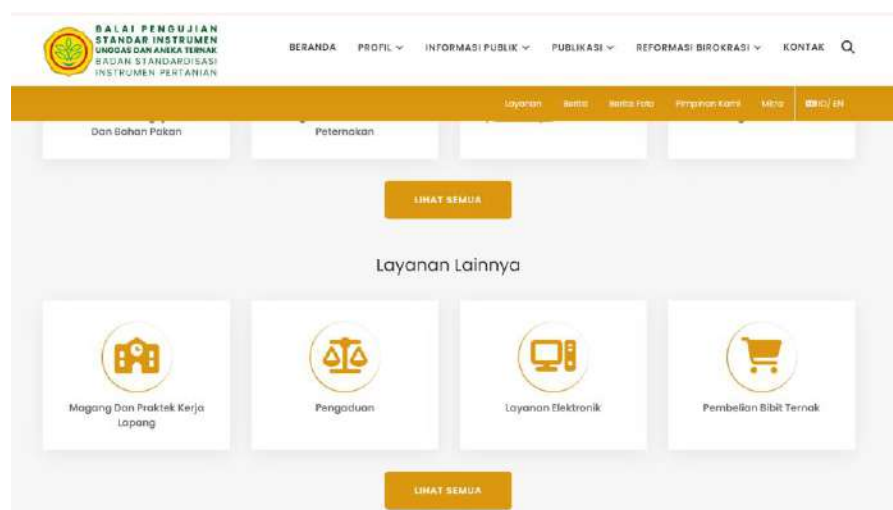 BALAI PENGUJIAN
STANDAR INSTRUMEN
UNGGAS DAN ANEKA TERNAK
BADAN STANDARDISASI
INSTRUMEN PERTANIAN
BERANDA PROFIL INFORMASI PUBLIK PUBLIKASI REFORMASI BIROKRASI KONTAK
Layanan Berita Berita Foto Pimpinan Kami Mitra ID/ EN
Dan Bahan Pakan
Peternakan
LIHAT SEMUA
Layanan Lainnya
Magang Dan Praktek Kerja
Lapang
Pengaduan
Layanan Elektronik
Pembelian Bibit Ternak
LIHAT SEMUA